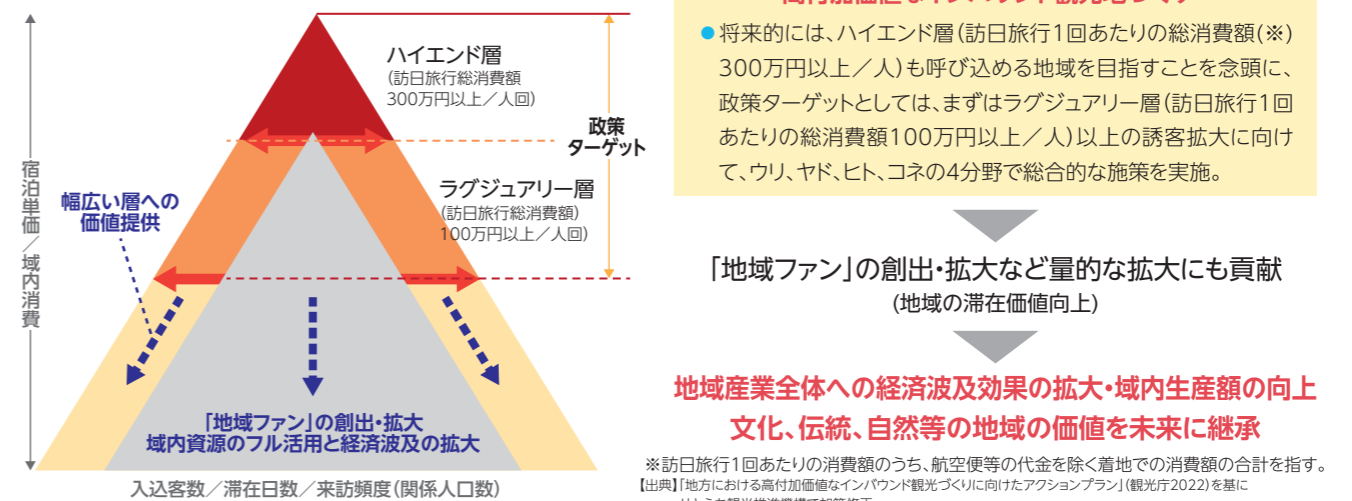 ハイエンド層
(訪日旅行総消費額
300万円以上／人回)
政策
ターゲット
ラグジュアリー層
(訪日旅行総消費額)
100万円以上／人回)
幅広い層への
価値提供
宿泊単価／域内消費
「地域ファン」の創出・拡大
域内資源のフル活用と経済波及の拡大
入込客数／滞在日数／来訪頻度(関係人口数)
●将来的には、ハイエンド層(訪日旅行1回あたりの総消費額(※)
300万円以上／人)も呼び込める地域を目指すことを念頭に、
政策ターゲットとしては、まずはラグジュアリー層(訪日旅行1回
あたりの総消費額100万円以上／人)以上の誘客拡大に向け
て、ウリ、ヤド、ヒト、コネの4分野で総合的な施策を実施。
「地域ファン」の創出・拡大など量的な拡大にも貢献
(地域の滞在価値向上)
地域産業全体への経済波及効果の拡大・域内生産額の向上
文化、伝統、自然等の地域の価値を未来に継承
※訪日旅行1回あたりの消費額のうち、航空便等の代金を除く着地での消費額の合計を指す。
【出典】「地方における高付加価値なインバウンド観光づくりに向けたアクションプラン」(観光庁2022)を基に